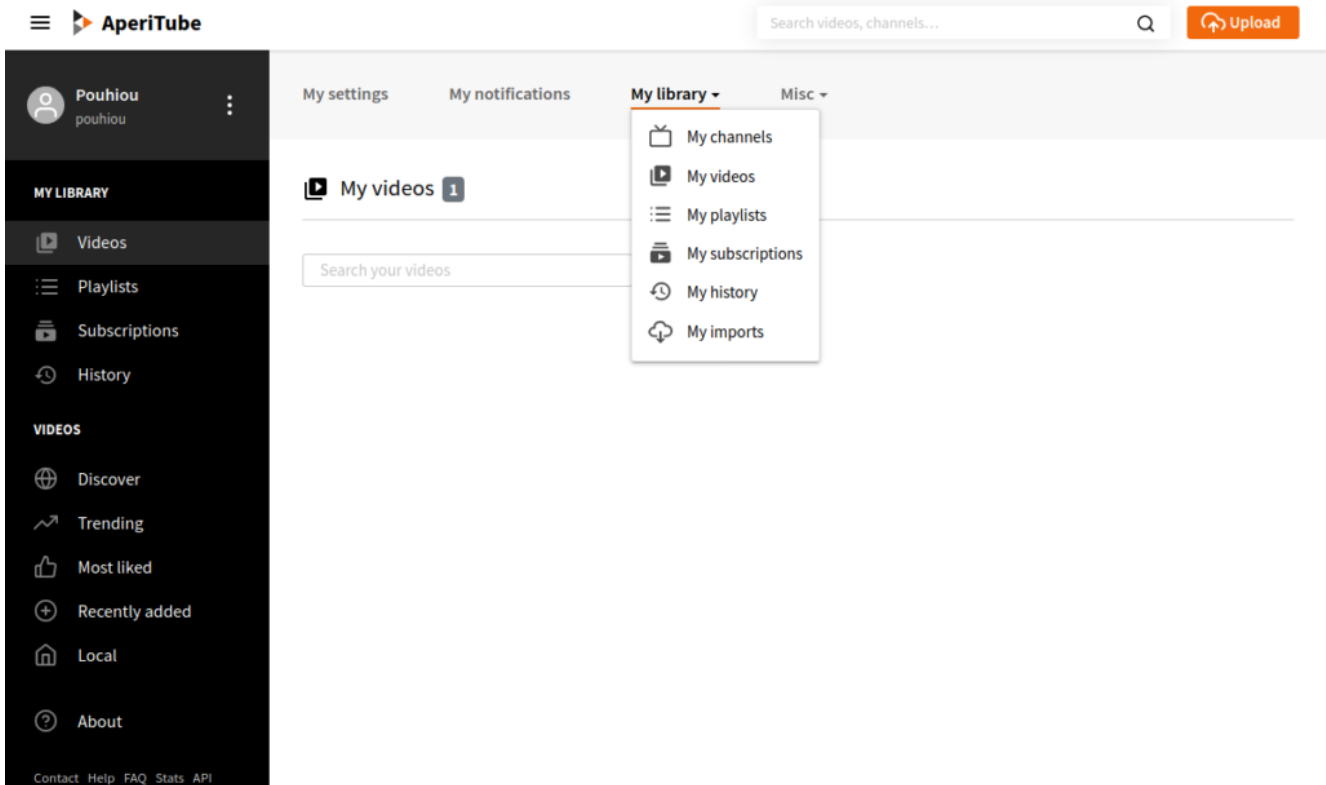 AperiTube
Search videos, channels...
Upload
Pouhiou
pouhiou
MY LIBRARY
Videos
Playlists
Subscriptions
History
VIDEOS
Discover
Trending
Most liked
Recently added
Local
About
Contact Help FAQ Stats API
My settings My notifications My library Misc
My channels
My videos
My playlists
My subscriptions
My history
My imports
My videos 1
Search your videos